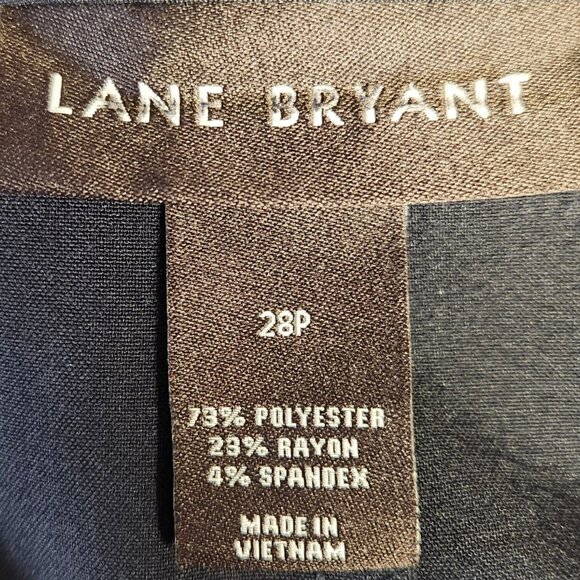 LANE BRYANT
28P
73% POLYESTER
23% RAYON
4% SPANDEX
MADE IN
VIETNAM